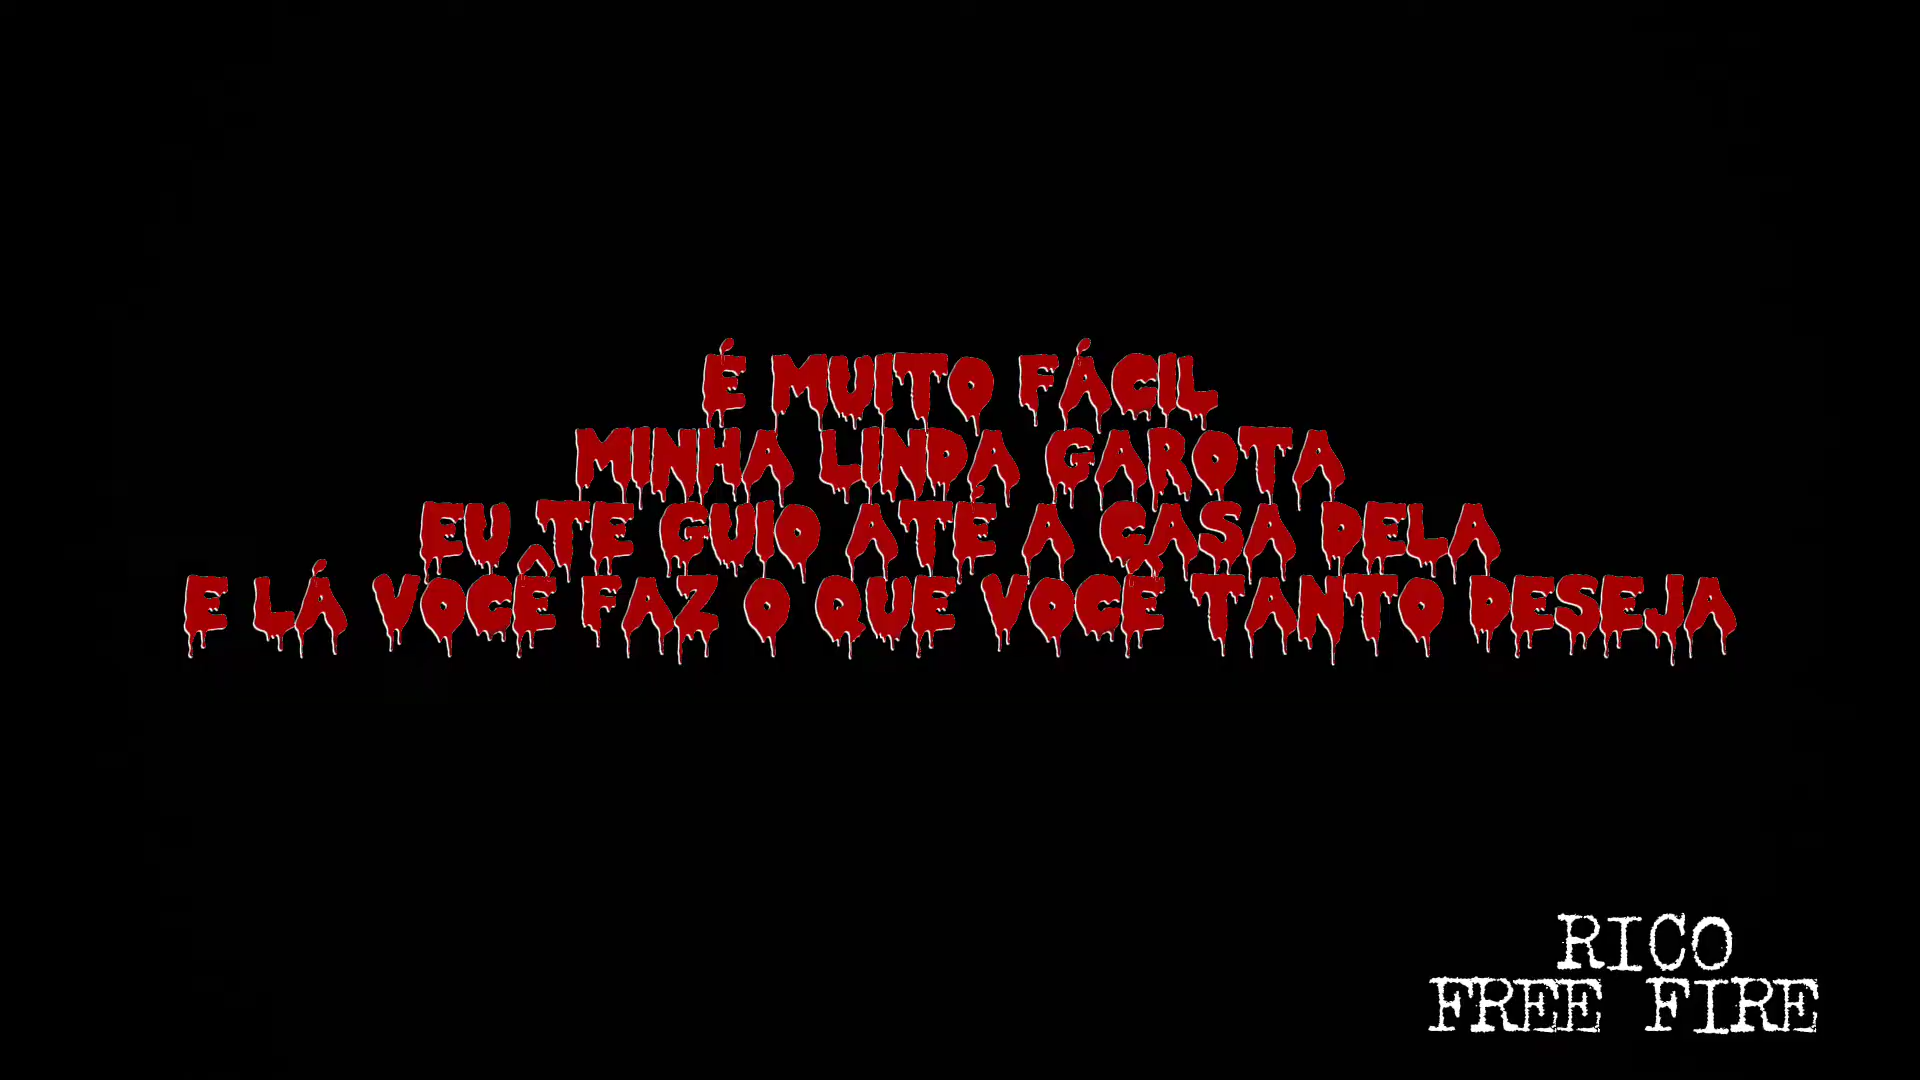 É MUITO FÁCIL
MINHA LINDA GAROTA
EU TE GUIO ATÉ A CASA DELA
E LÁ VOCÊ FAZ O QUE VOCÊ TANTO DESEJA
RICO
FREE FIRE